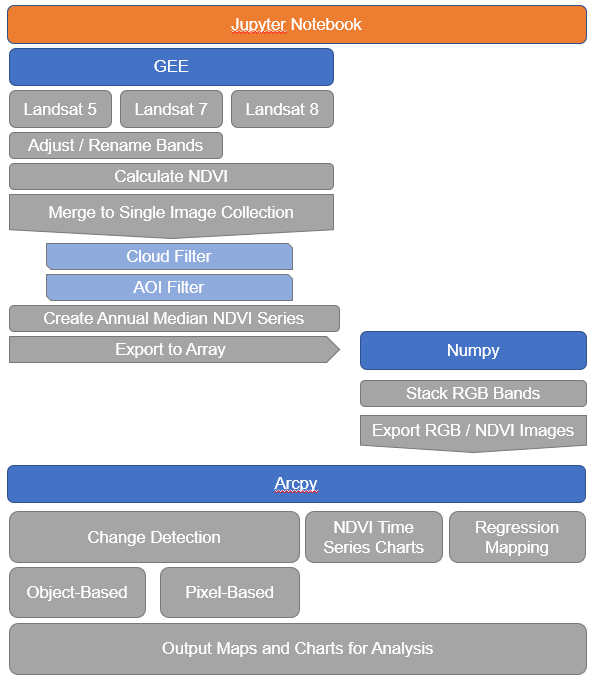 Jupyter Notebook
GEE
Landsat 5
Landsat 7
Landsat 8
Adjust / Rename Bands
Calculate NDVI
Merge to Single Image Collection
Cloud Filter
AOI Filter
Create Annual Median NDVI Series
Export to Array
Numpy
Stack RGB Bands
Export RGB / NDVI Images
Arcpy
Change Detection
NDVI Time
Series Charts
Regression
Mapping
Object-Based
Pixel-Based
Output Maps and Charts for Analysis